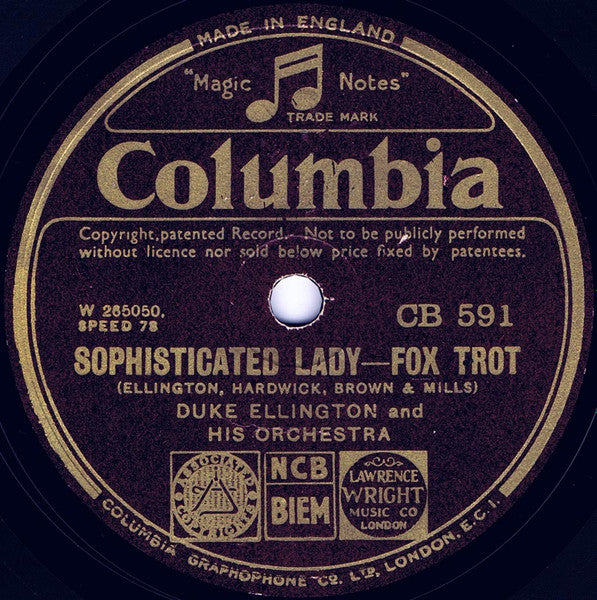 MADE IN ENGLAND
"Magic Notes"
TRADE MARK
Columbia
Copyright, patented Record. Not to be publicly performed
without licence nor sold below price fixed by patentees.
W 265050.
SPEED 78
CB 591
SOPHISTICATED LADY—FOX TROT
(ELLINGTON, HARDWICK, BROWN & MILLS)
DUKE ELLINGTON and
HIS ORCHESTRA
ASSOCIATED
COPYRIGHTS
NCB
BIEM
LAWRENCE
WRIGHT
MUSIC CO
LONDON
COLUMBIA GRAPHOPHONE CO. LTD, LONDON, E.C.1.